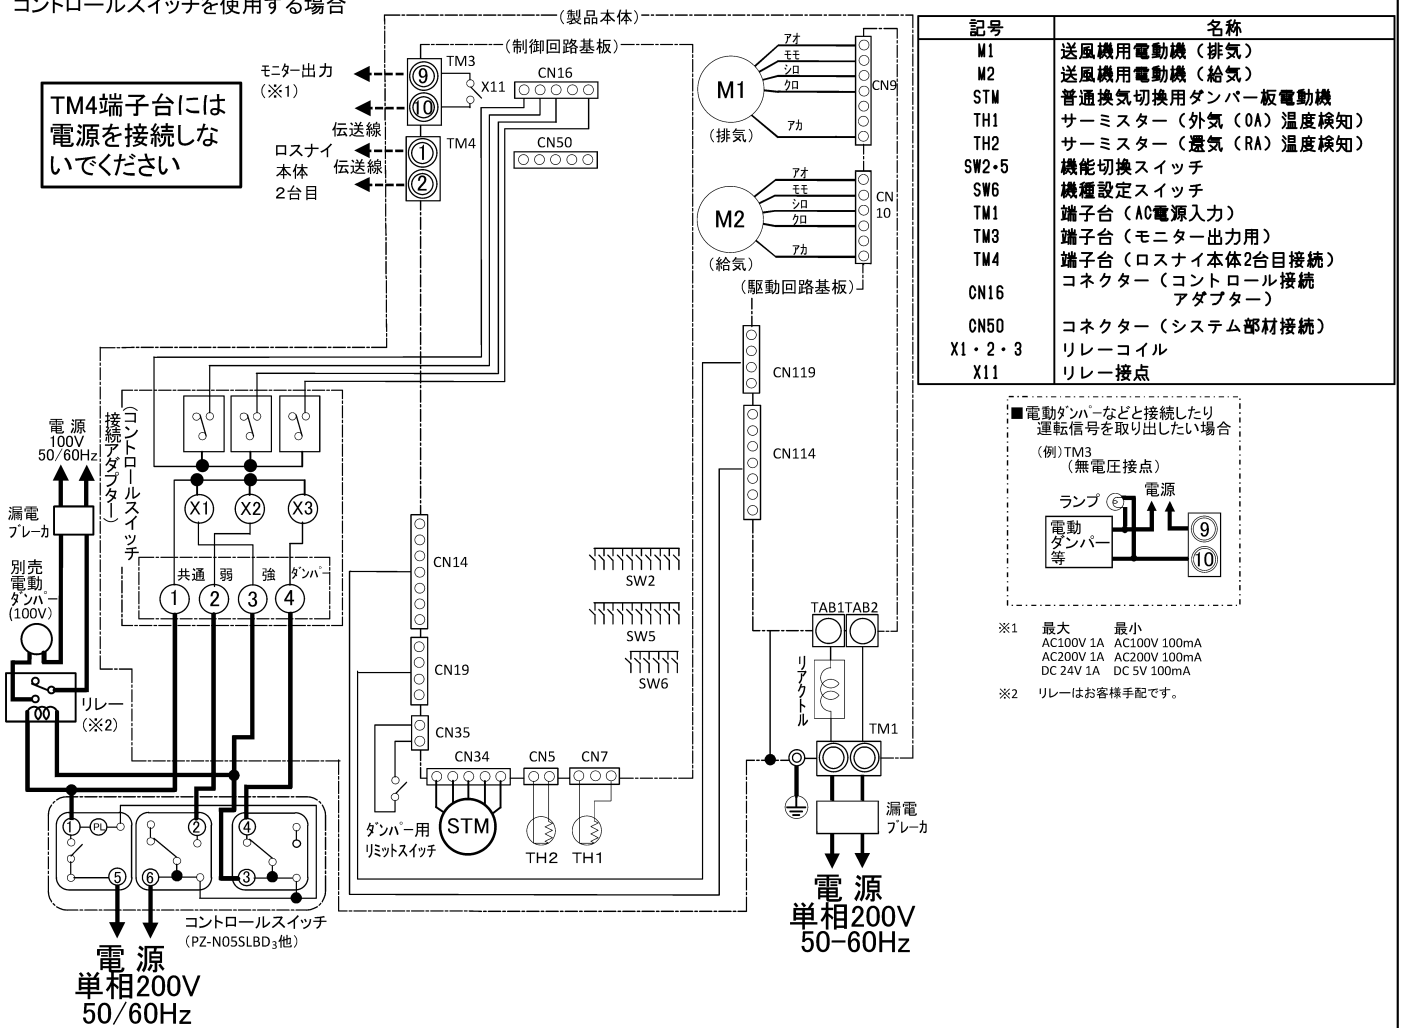 コントロールスイッチを使用する場合
TM4端子台には
電源を接続しな
いでください
(製品本体)
(制御回路基板)
モニター出力
(※1)
伝送線
ロスナイ
本体
2台目
伝送線
⑨
⑩
TM3
X11
①
②
TM4
CN16
CN50
M1
(排気)
アオ
モモ
シロ
クロ
アカ
CN9
M2
(給気)
アオ
モモ
シロ
クロ
アカ
CN
10
(駆動回路基板)
CN119
CN114
記号 名称
M1 送風機用電動機(排気)
M2 送風機用電動機(給気)
STM 普通換気切換用ダンパー板電動機
TH1 サーミスター(外気(OA)温度検知)
TH2 サーミスター(還気(RA)温度検知)
SW2・5 機能切換スイッチ
SW6 機種設定スイッチ
TM1 端子台(AC電源入力)
TM3 端子台(モニター出力用)
TM4 端子台(ロスナイ本体2台目接続)
CN16 コネクター(コントロール接続
アダプター)
CN50 コネクター(システム部材接続)
X1・2・3 リレーコイル
X11 リレー接点
■電動ダンパーなどと接続したり
運転信号を取り出したい場合
(例)TM3
(無電圧接点)
ランプ
電源
電動
ダンパー
等
⑨
⑩
※1 最大 最小
AC100V 1A AC100V 100mA
AC200V 1A AC200V 100mA
DC 24V 1A DC 5V 100mA
※2 リレーはお客様手配です。
電源
100V
50/60Hz
漏電
ブレーカ
別売
電動
ダンパー
(100V)
リレー
(※2)
(コントロールスイッチ
接続アダプター)
X1
X2
X3
共通 弱 強 ダンパー
① ② ③ ④
CN14
CN19
CN35
CN34
CN5
CN7
STM
TH2
TH1
ダンパー用
リミットスイッチ
SW2
SW5
SW6
TAB1 TAB2
リアクトル
TM1
漏電
ブレーカ
電源
単相200V
50-60Hz
① PL ② ④
⑤ ⑥ ③
コントロールスイッチ
(PZ-N05SLBD₃他)
電源
単相200V
50/60Hz